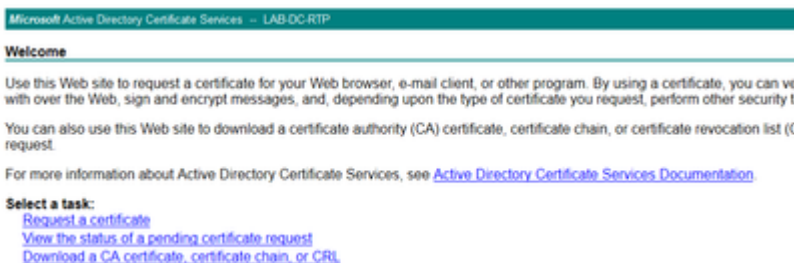 Microsoft Active Directory Certificate Services -- LAB-DC-RTP
Welcome
Use this Web site to request a certificate for your Web browser, e-mail client, or other program. By using a certificate, you can ve
with over the Web, sign and encrypt messages, and, depending upon the type of certificate you request, perform other security t
You can also use this Web site to download a certificate authority (CA) certificate, certificate chain, or certificate revocation list (C
request.
For more information about Active Directory Certificate Services, see Active Directory Certificate Services Documentation.
Select a task:
Request a certificate
View the status of a pending certificate request
Download a CA certificate, certificate chain, or CRL